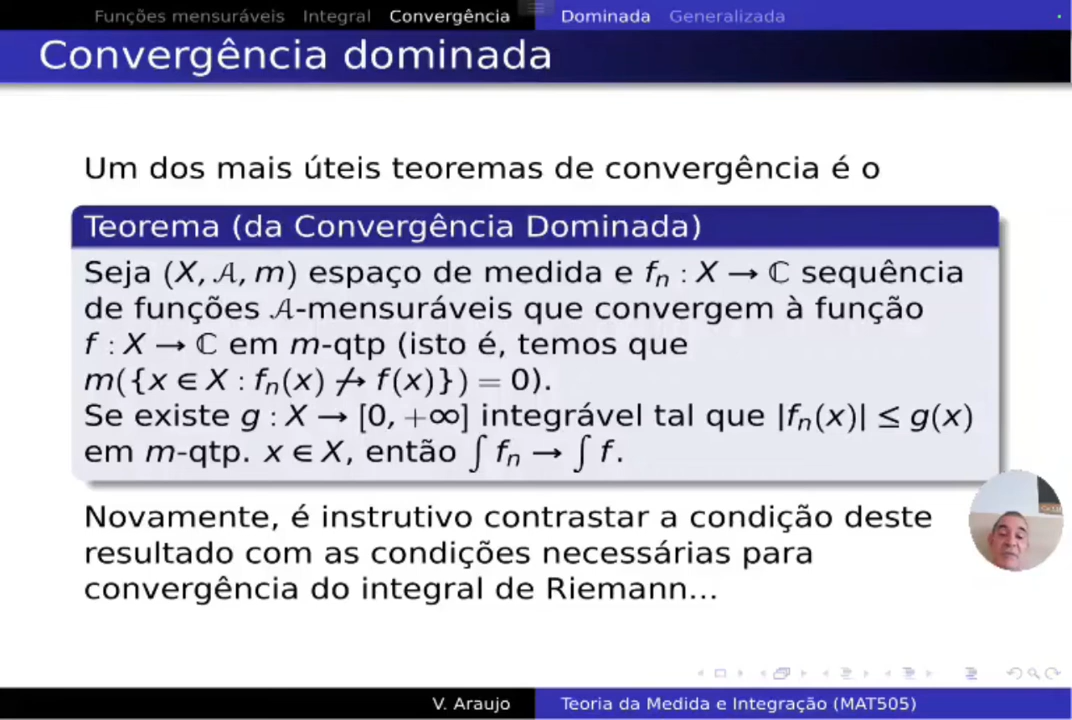 Funções mensuráveis Integral Convergência Dominada Generalizada
Convergência dominada
Um dos mais úteis teoremas de convergência é o
Teorema (da Convergência Dominada)
Seja (X, 𝒜, m) espaço de medida e fₙ : X → ℂ sequência
de funções 𝒜-mensuráveis que convergem à função
f : X → ℂ em m-qtp (isto é, temos que
m({x ∈ X : fₙ(x) ↛ f(x)}) = 0).
Se existe g : X → [0, +∞] integrável tal que |fₙ(x)| ≤ g(x)
em m-qtp. x ∈ X, então ∫ fₙ → ∫ f.
Novamente, é instrutivo contrastar a condição deste
resultado com as condições necessárias para
convergência do integral de Riemann...
V. Araujo Teoria da Medida e Integração (MAT505)